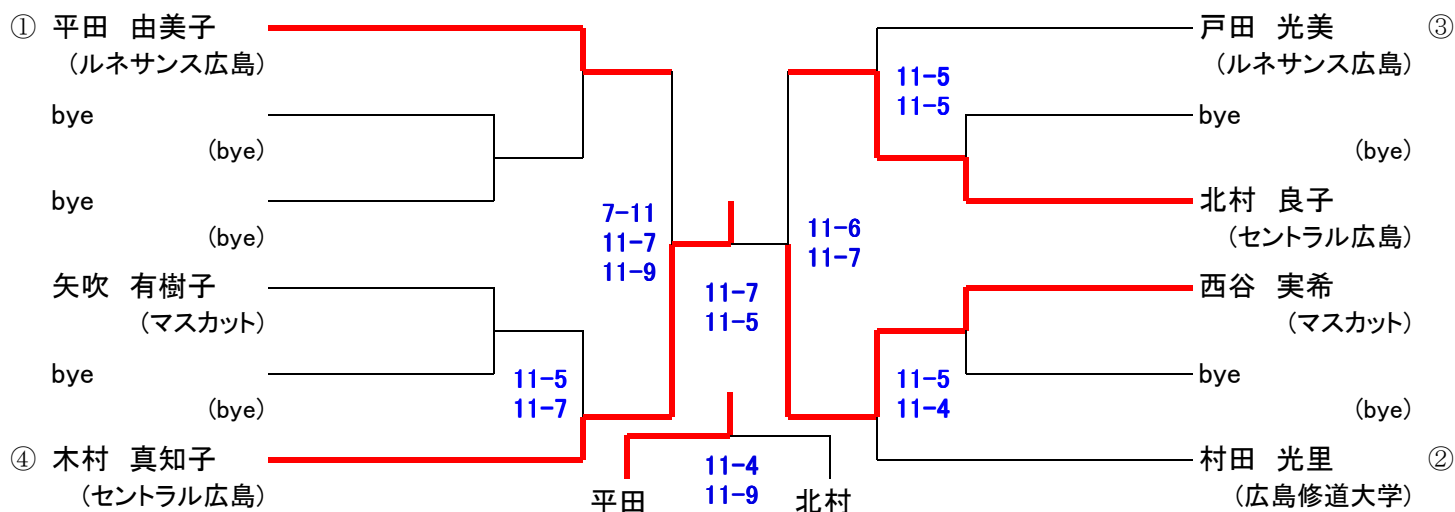 ① 平田 由美子
(ルネサンス広島)
bye
(bye)
bye
(bye)
矢吹 有樹子
(マスカット)
bye
(bye)
④ 木村 真知子
(セントラル広島)
11-5
11-7
7-11
11-7
11-9
11-7
11-5
11-6
11-7
11-5
11-5
11-5
11-4
平田
11-4
11-9
北村
戸田 光美 ③
(ルネサンス広島)
bye
(bye)
北村 良子
(セントラル広島)
西谷 実希
(マスカット)
bye
(bye)
村田 光里 ②
(広島修道大学)